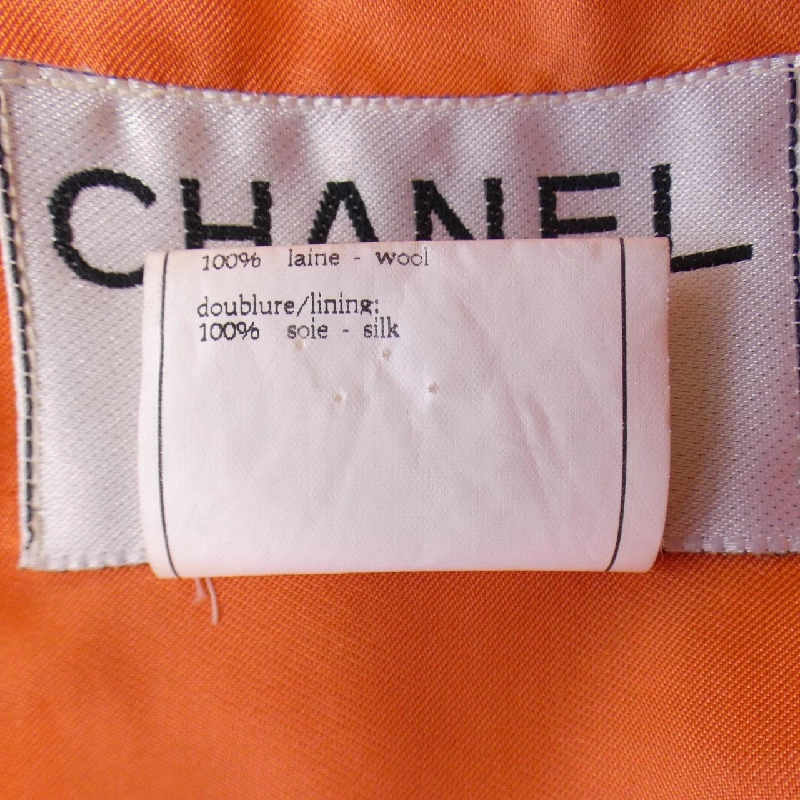 CHANEL
100% laine - wool
doublure/lining:
100% soie - silk